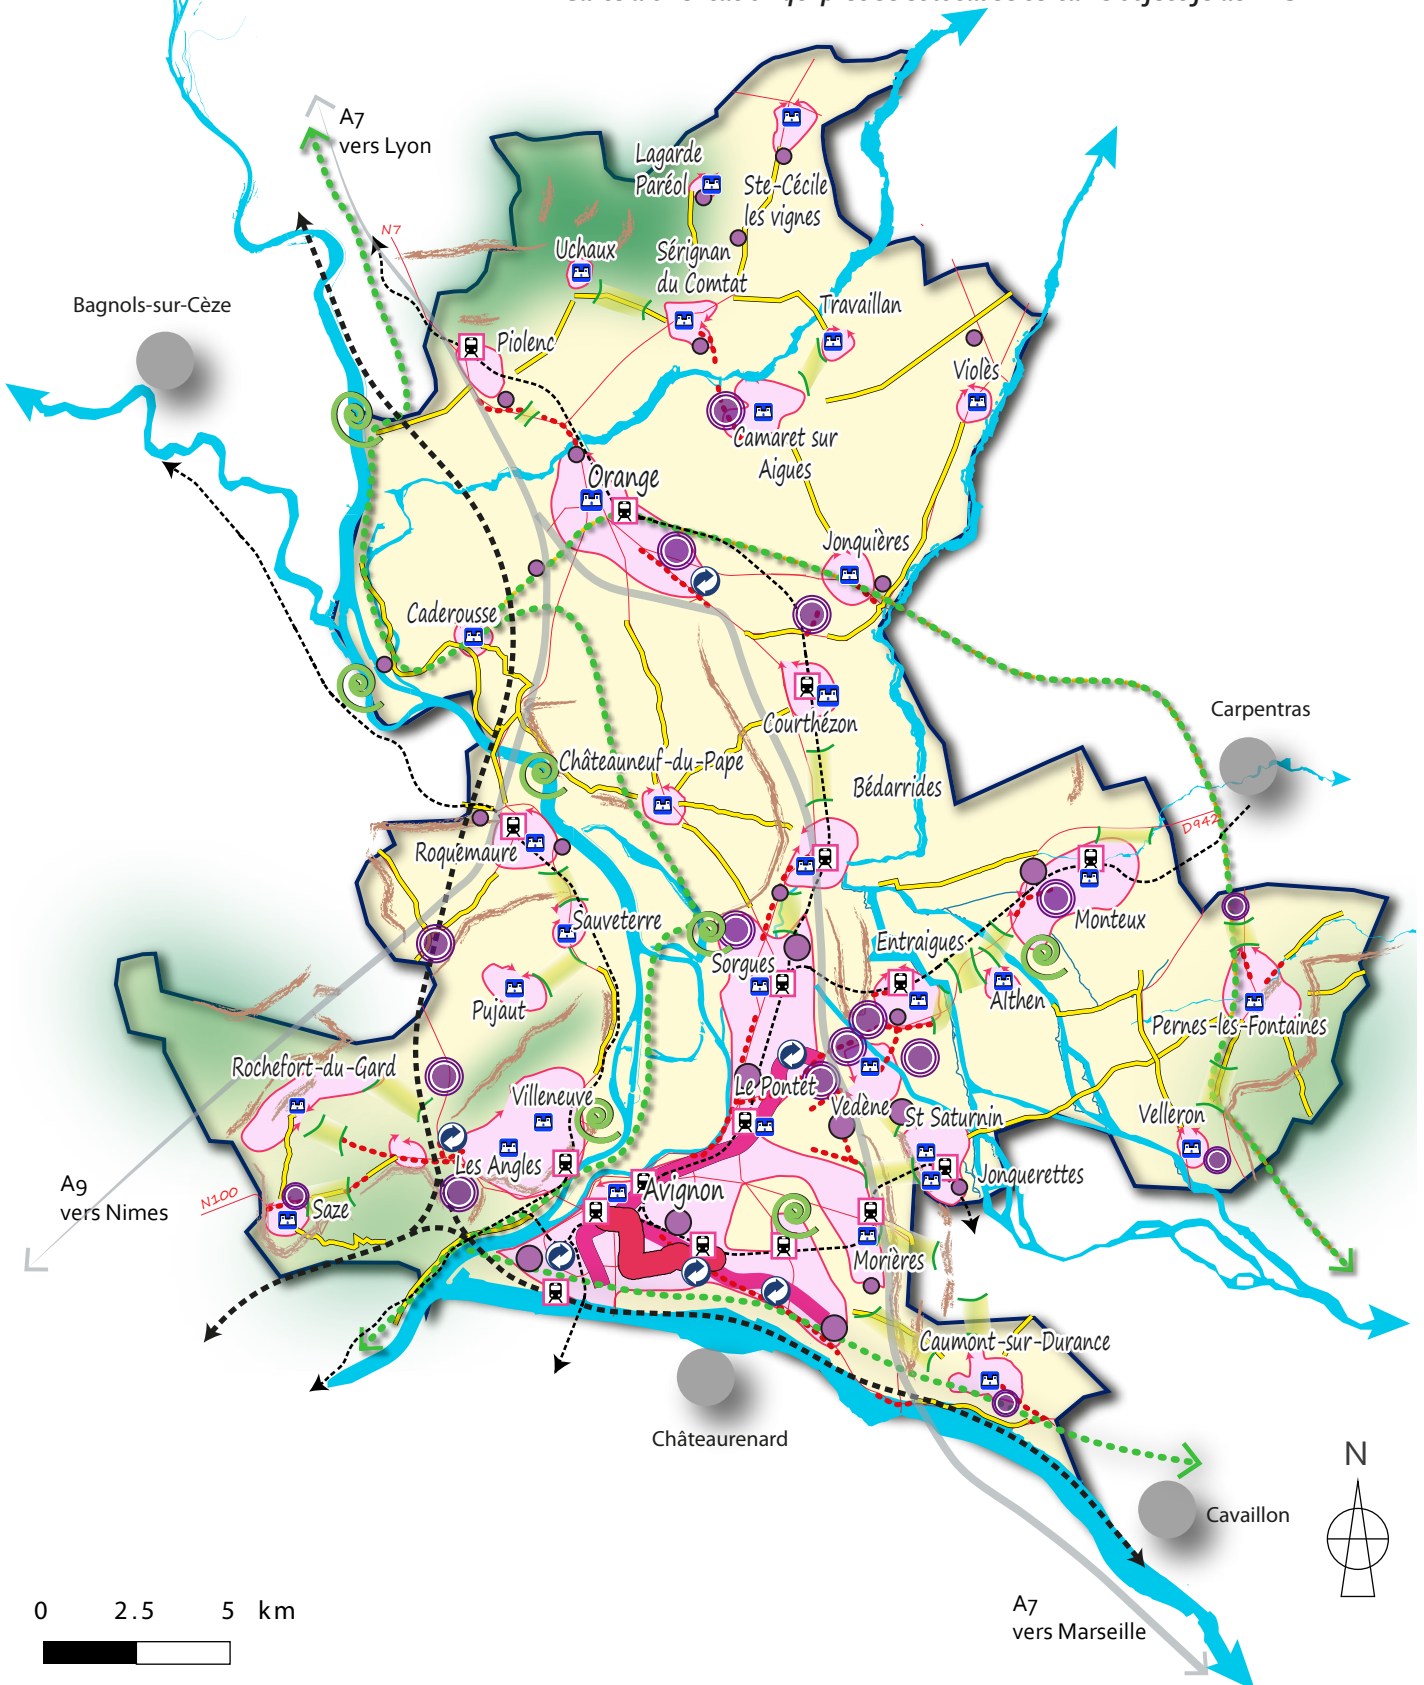 A7
vers Lyon
N7
Lagarde
Paréol
Ste-Cécile
les vignes
Uchaux
Sérignan
du Comtat
Travaillan
Bagnols-sur-Cèze
Piolenc
Violès
Camaret sur
Aigues
Orange
Jonquières
Caderousse
Courthézon
Carpentras
Châteauneuf-du-Pape
Bédarrides
D942
Roquemaure
Sauveterre
Monteux
Entraigues
Sorgues
Althen
Pujaut
Pernes-les-Fontaines
Rochefort-du-Gard
Le Pontet
Villeneuve
Vedène
St Saturnin
Velleron
Les Angles
Jonquerettes
A9
vers Nimes
N100
Saze
Avignon
Morières
Caumont-sur-Durance
Châteaurenard
N
Cavaillon
0 2.5 5 km
A7
vers Marseille